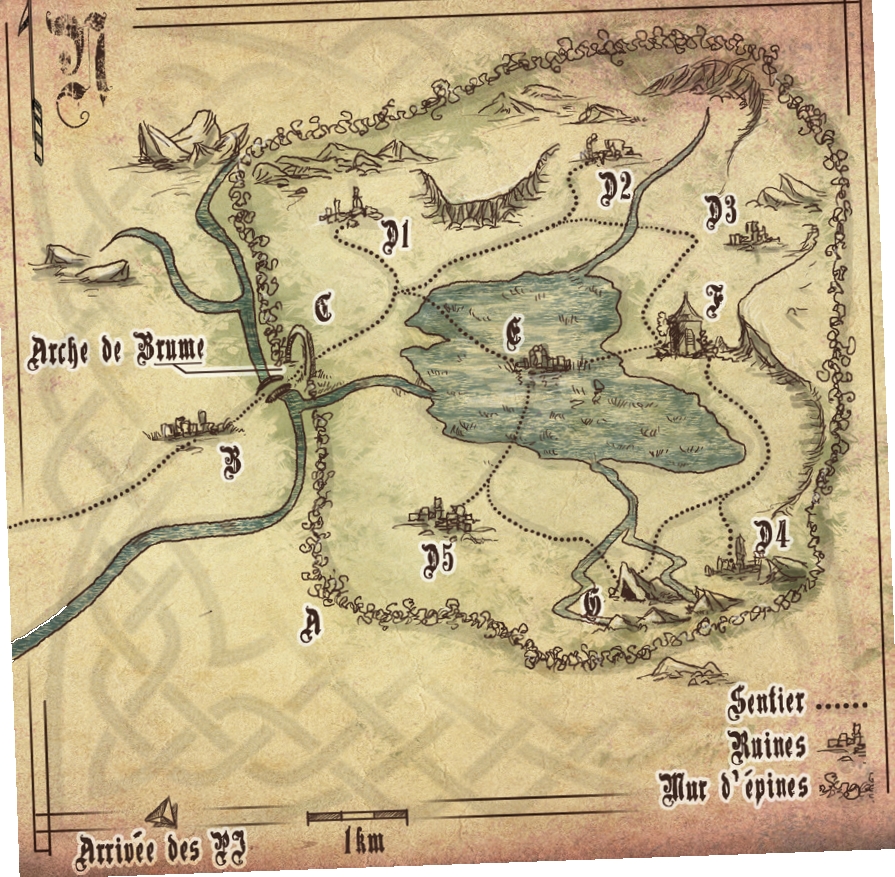 N
D2
D3
D1
C
F
E
Arche de Brume
B
D4
D5
G
A
Sentier
Ruines
Mur d'épines
1km
Arrivée des PJ